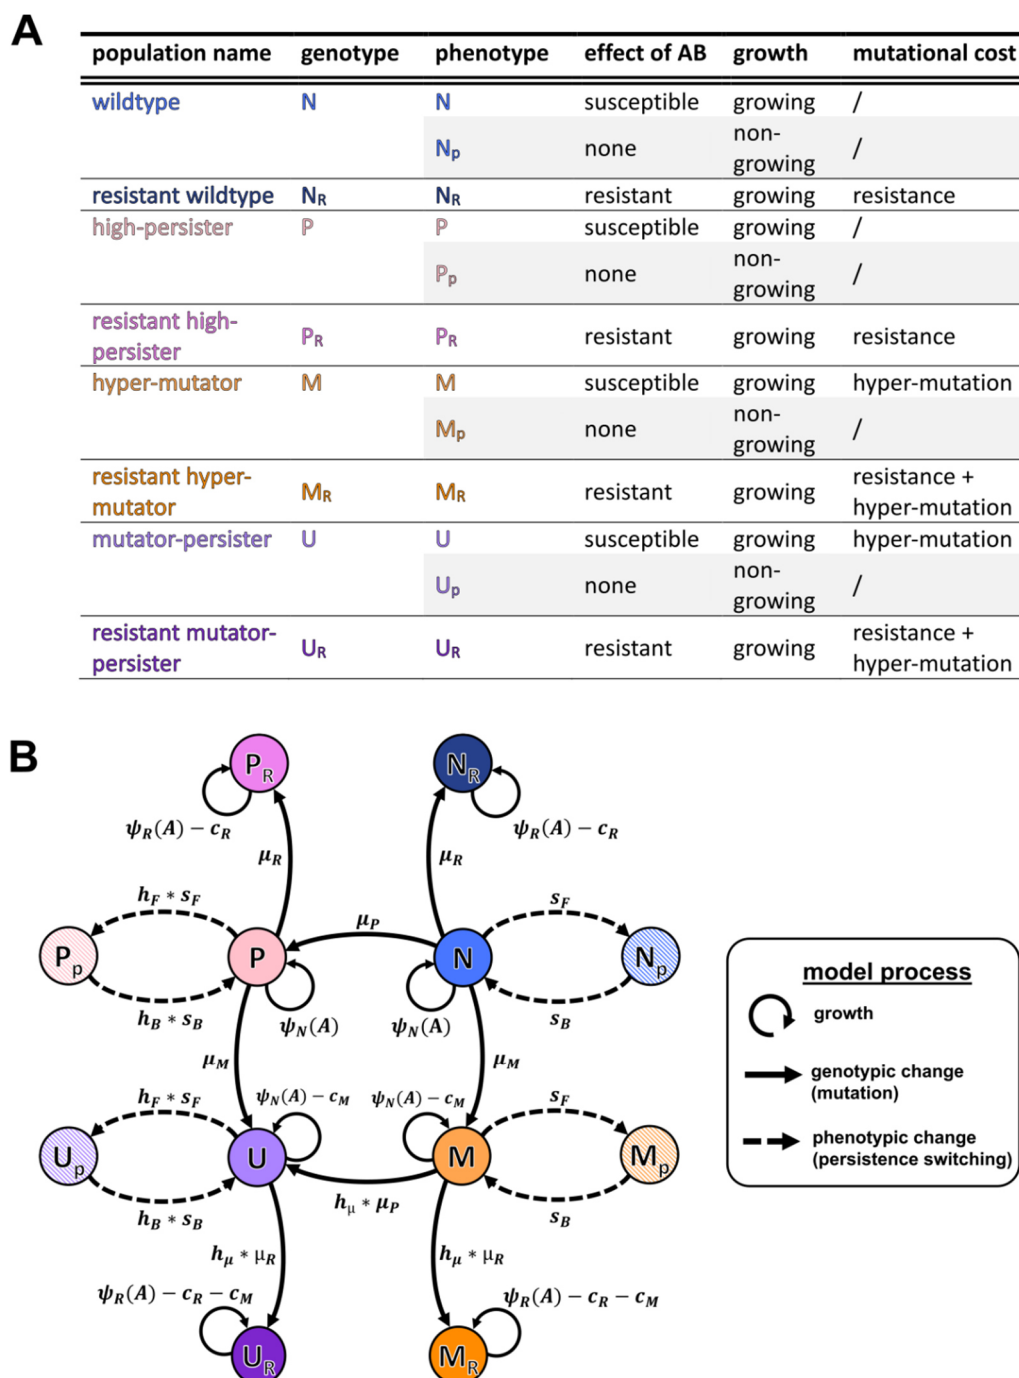 A
population name genotype phenotype effect of AB growth mutational cost
wildtype N N susceptible growing /
Np none non-growing /
resistant wildtype NR NR resistant growing resistance
high-persister P P susceptible growing /
Pp none non-growing /
resistant high-persister PR PR resistant growing resistance
hyper-mutator M M susceptible growing hyper-mutation
Mp none non-growing /
resistant hyper-mutator MR MR resistant growing resistance + hyper-mutation
mutator-persister U U susceptible growing hyper-mutation
Up none non-growing /
resistant mutator-persister UR UR resistant growing resistance + hyper-mutation
B
PR NR
ψR(A) − cR ψR(A) − cR
μR μR
hF * sF μP sF
Pp P N Np
hB * sB ψN(A) ψN(A) sB
μM μM
hF * sF ψN(A) − cM ψN(A) − cM sF
Up U M Mp
hB * sB hμ * μP sB
hμ * μR hμ * μR
ψR(A) − cR − cM ψR(A) − cR − cM
UR MR
model process
growth
genotypic change
(mutation)
phenotypic change
(persistence switching)